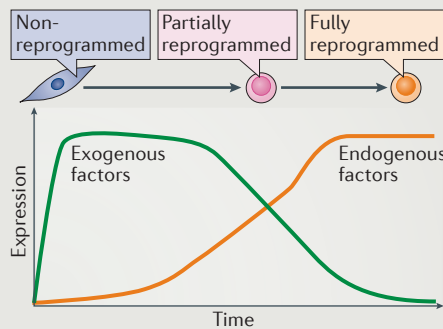 Non-
reprogrammed
Partially
reprogrammed
Fully
reprogrammed
Exogenous
factors
Endogenous
factors
Expression
Time